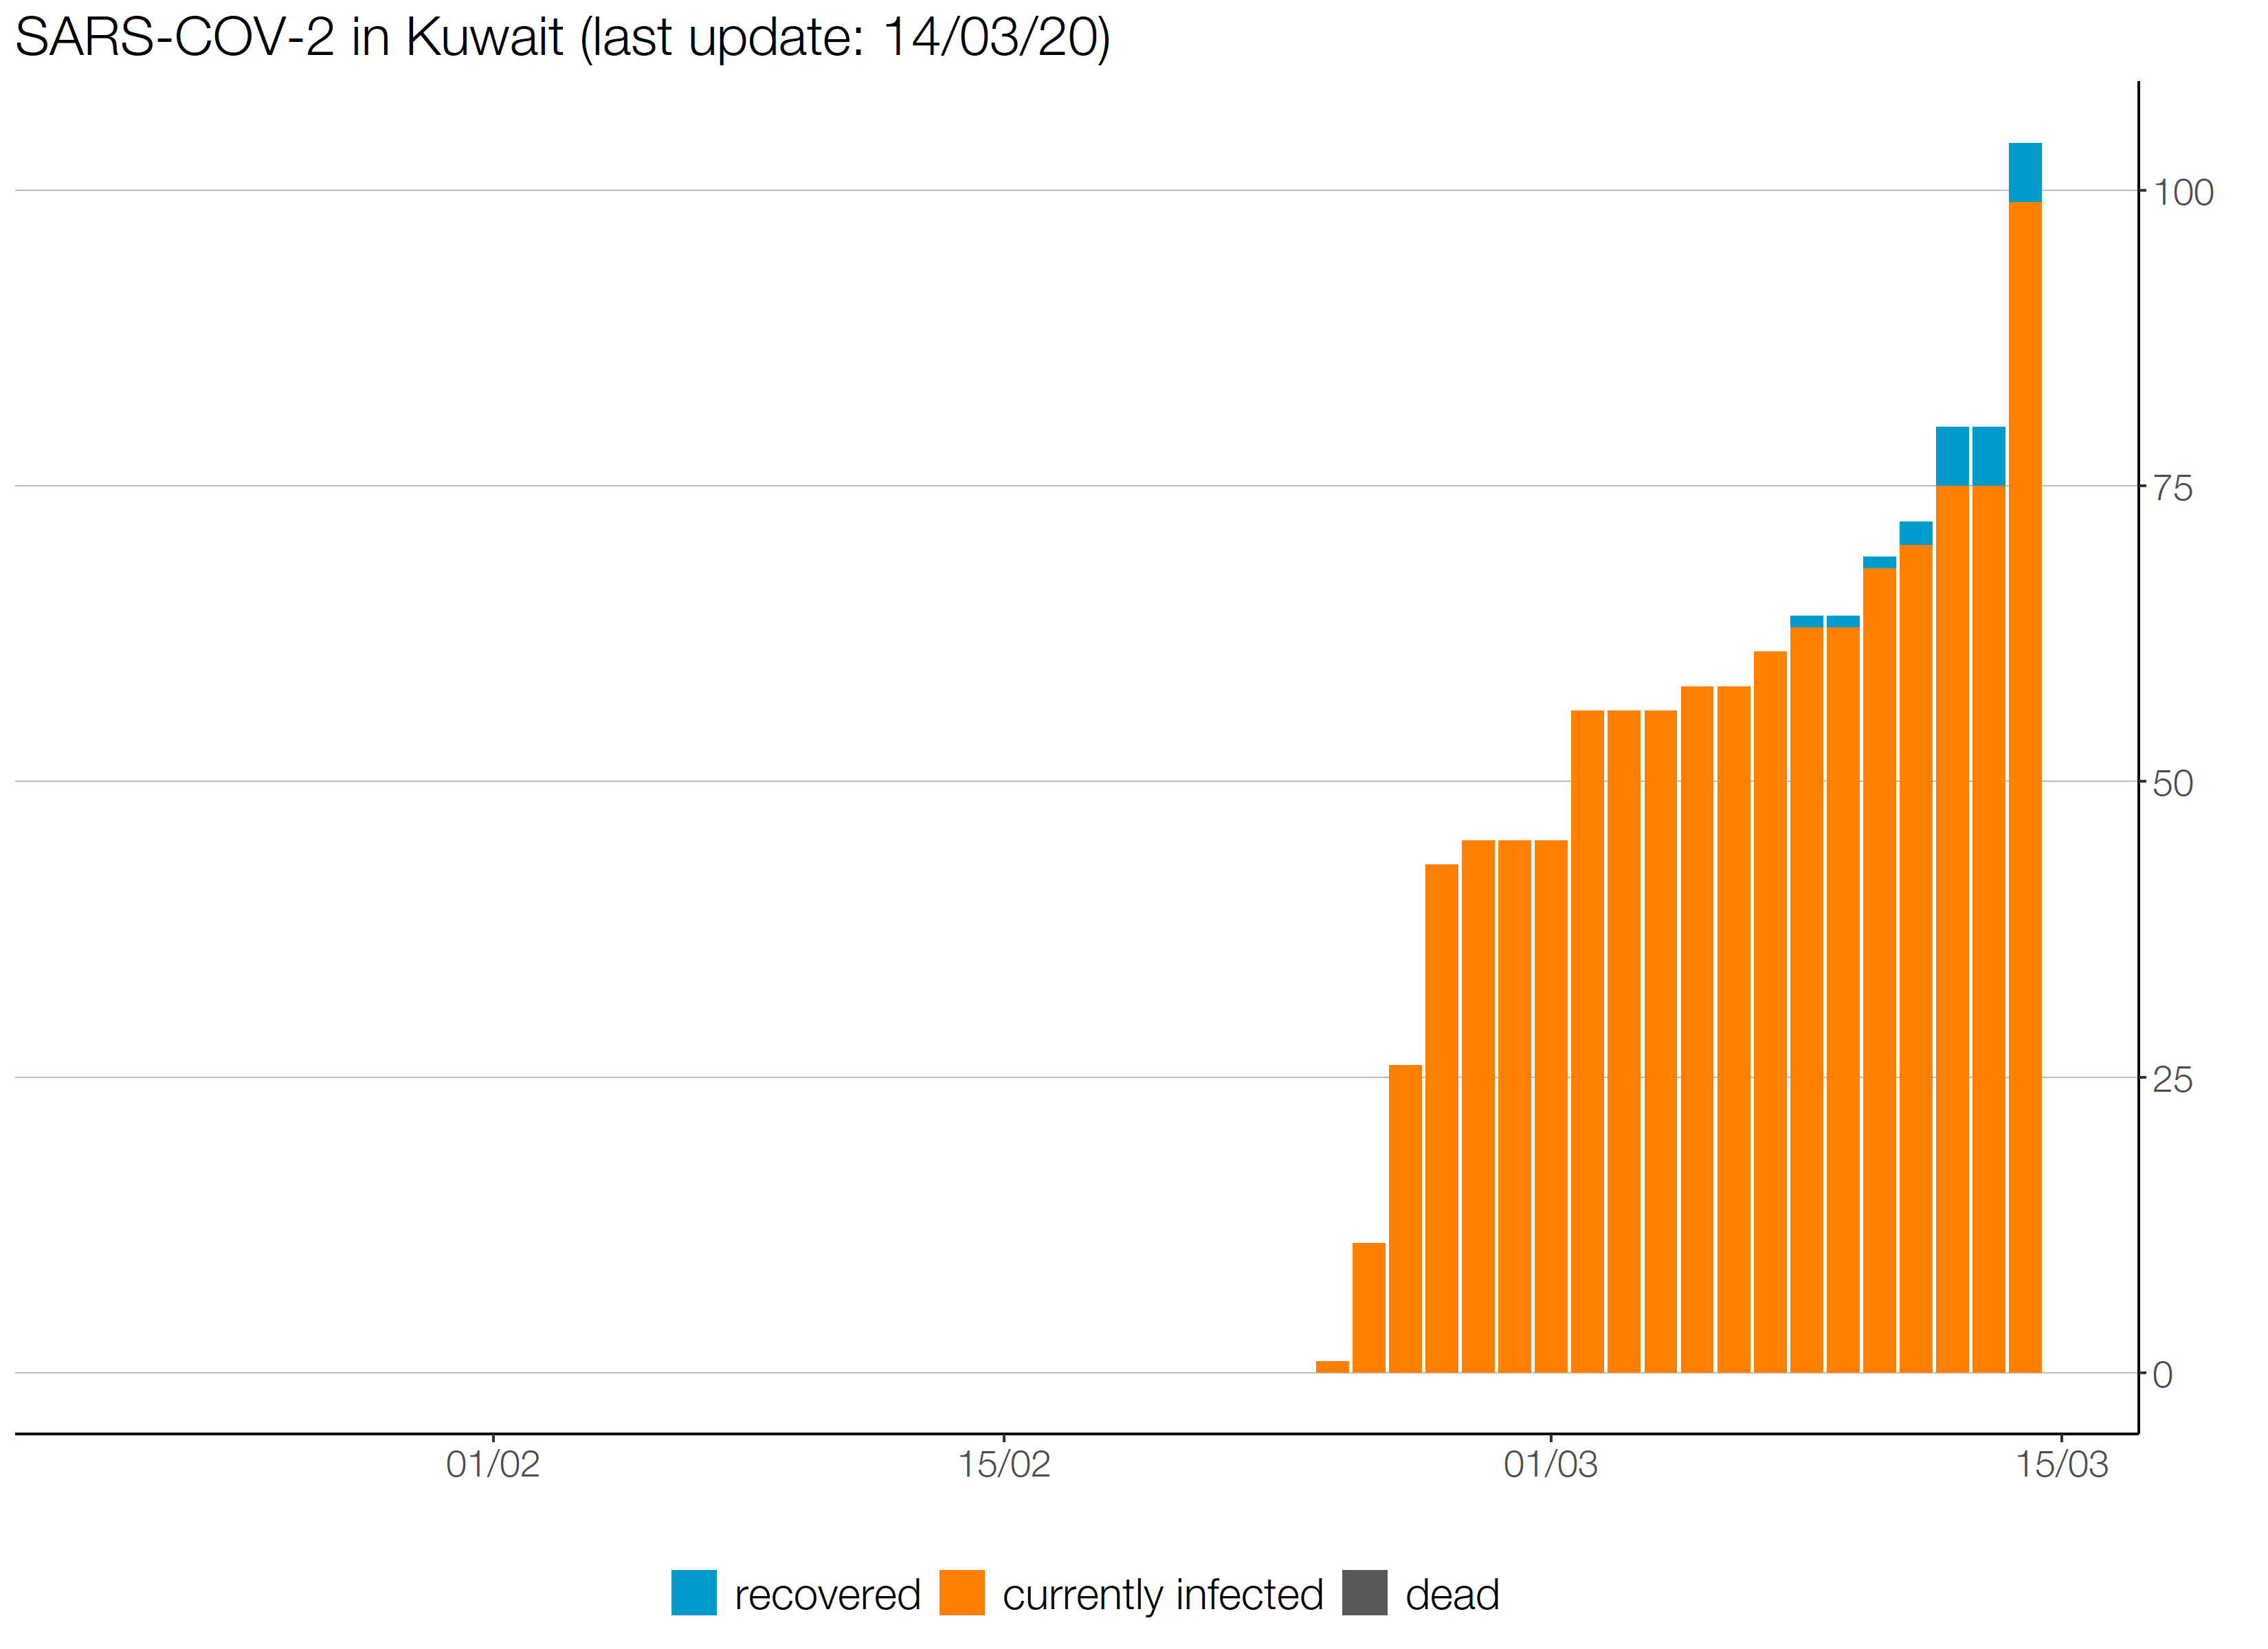 SARS-COV-2 in Kuwait (last update: 14/03/20)
100
75
50
25
0
01/02 15/02 01/03 15/03
recovered currently infected dead